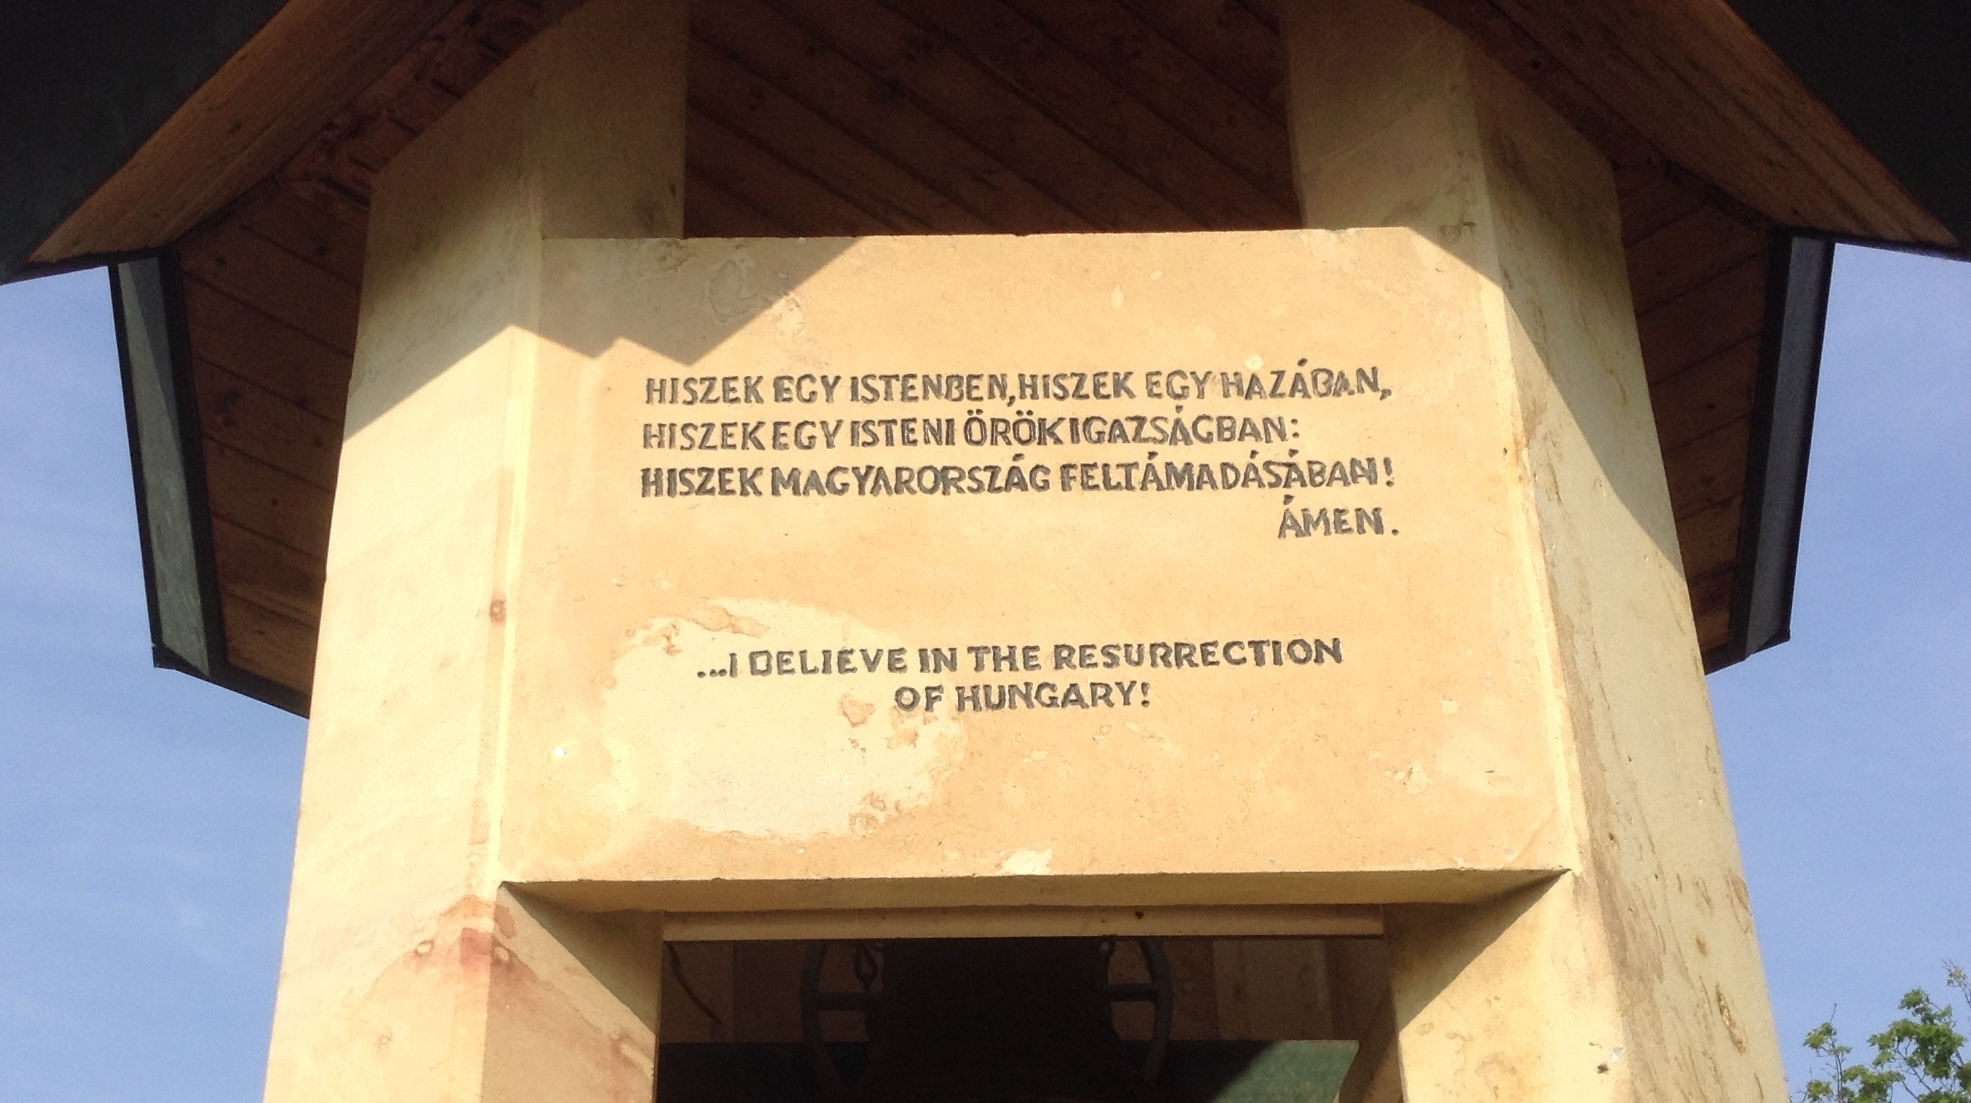 HISZEK EGY ISTENBEN, HISZEK EGY HAZÁBAN,
HISZEK EGY ISTENI ÖRÖK IGAZSÁGBAN:
HISZEK MAGYARORSZÁG FELTÁMADÁSÁBAN!
ÁMEN.
...I BELIEVE IN THE RESURRECTION
OF HUNGARY!